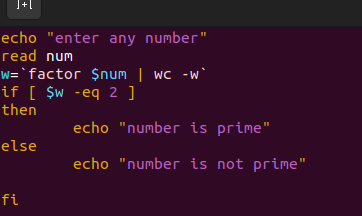 echo "enter any number"
read num
w=`factor $num | wc -w`
if [ $w -eq 2 ]
then
        echo "number is prime"
else
        echo "number is not prime"

fi